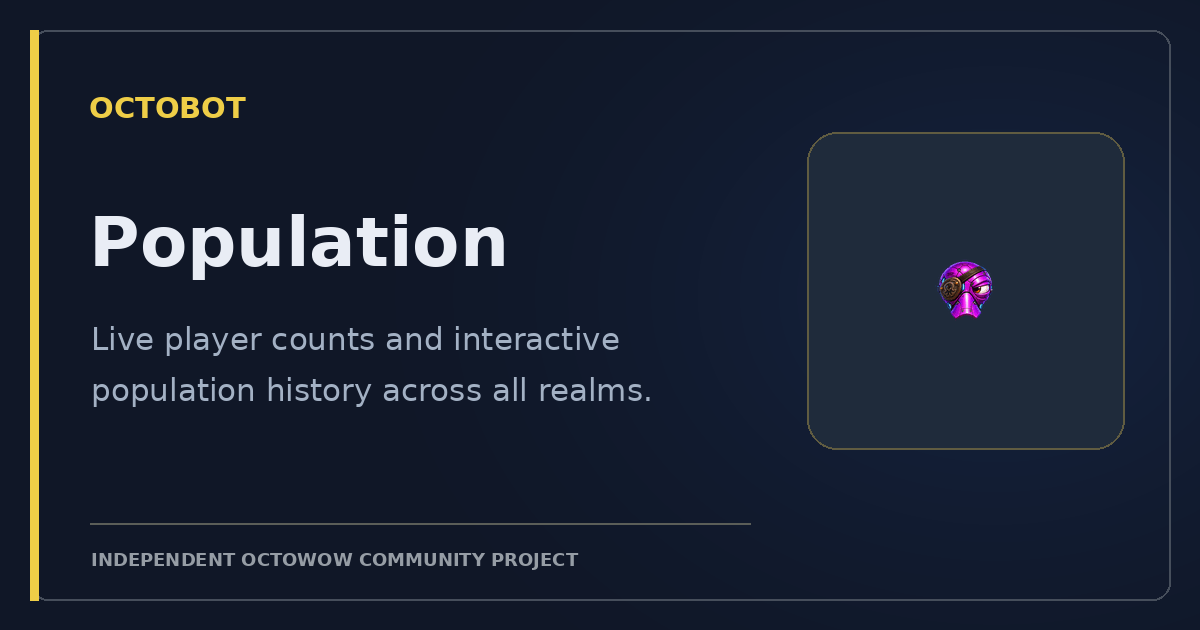 OCTOBOT
Population
Live player counts and interactive
population history across all realms.
INDEPENDENT OCTOWOW COMMUNITY PROJECT